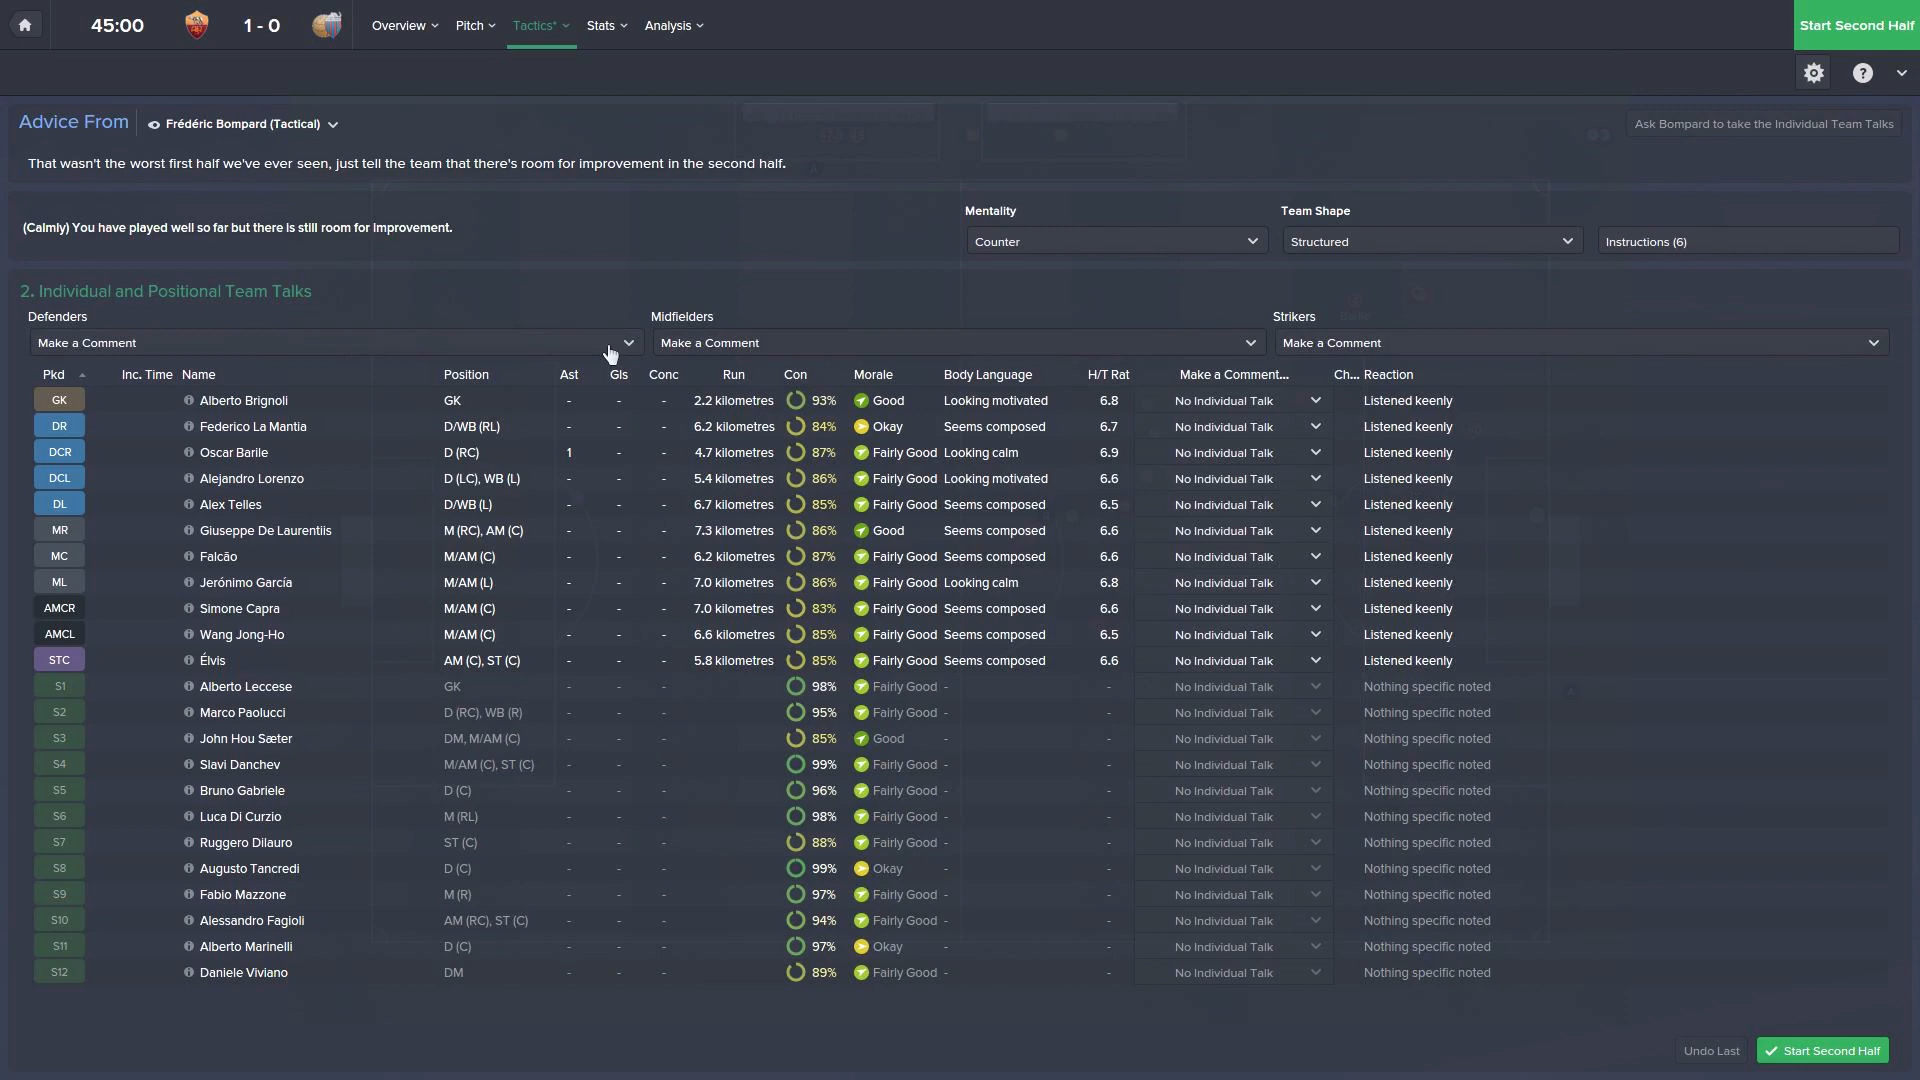 45:00 1 - 0 Overview Pitch Tactics* Stats Analysis Start Second Half
?
Advice From Frédéric Bompard (Tactical) Ask Bompard to take the Individual Team Talks
That wasn't the worst first half we've ever seen, just tell the team that there's room for improvement in the second half.
Mentality Team Shape
(Calmly) You have played well so far but there is still room for improvement.
Counter Structured Instructions (6)
2. Individual and Positional Team Talks
Defenders Midfielders Strikers
Make a Comment Make a Comment Make a Comment
Pkd Inc. Time Name Position Ast Gls Conc Run Con Morale Body Language H/T Rat Make a Comment... Ch... Reaction
GK Alberto Brignoli GK - - - 2.2 kilometres 93% Good Looking motivated 6.8 No Individual Talk Listened keenly
DR Federico La Mantia D/WB (RL) - - - 6.2 kilometres 84% Okay Seems composed 6.7 No Individual Talk Listened keenly
DCR Oscar Barile D (RC) 1 - - 4.7 kilometres 87% Fairly Good Looking calm 6.9 No Individual Talk Listened keenly
DCL Alejandro Lorenzo D (LC), WB (L) - - - 5.4 kilometres 86% Fairly Good Looking motivated 6.6 No Individual Talk Listened keenly
DL Alex Telles D/WB (L) - - - 6.7 kilometres 85% Fairly Good Seems composed 6.5 No Individual Talk Listened keenly
MR Giuseppe De Laurentiis M (RC), AM (C) - - - 7.3 kilometres 86% Good Seems composed 6.6 No Individual Talk Listened keenly
MC Falcão M/AM (C) - - - 6.2 kilometres 87% Fairly Good Seems composed 6.6 No Individual Talk Listened keenly
ML Jerónimo García M/AM (L) - - - 7.0 kilometres 86% Fairly Good Looking calm 6.8 No Individual Talk Listened keenly
AMCR Simone Capra M/AM (C) - - - 7.0 kilometres 83% Fairly Good Seems composed 6.6 No Individual Talk Listened keenly
AMCL Wang Jong-Ho M/AM (C) - - - 6.6 kilometres 85% Fairly Good Seems composed 6.5 No Individual Talk Listened keenly
STC Élvis AM (C), ST (C) - - - 5.8 kilometres 85% Fairly Good Seems composed 6.6 No Individual Talk Listened keenly
S1 Alberto Leccese GK - - - 98% Fairly Good - - No Individual Talk Nothing specific noted
S2 Marco Paolucci D (RC), WB (R) - - - 95% Fairly Good - - No Individual Talk Nothing specific noted
S3 John Hou Sæter DM, M/AM (C) - - - 85% Good - - No Individual Talk Nothing specific noted
S4 Slavi Danchev M/AM (C), ST (C) - - - 99% Fairly Good - - No Individual Talk Nothing specific noted
S5 Bruno Gabriele D (C) - - - 96% Fairly Good - - No Individual Talk Nothing specific noted
S6 Luca Di Curzio M (RL) - - - 98% Fairly Good - - No Individual Talk Nothing specific noted
S7 Ruggero Dilauro ST (C) - - - 88% Fairly Good - - No Individual Talk Nothing specific noted
S8 Augusto Tancredi D (C) - - - 99% Okay - - No Individual Talk Nothing specific noted
S9 Fabio Mazzone M (R) - - - 97% Fairly Good - - No Individual Talk Nothing specific noted
S10 Alessandro Fagioli AM (RC), ST (C) - - - 94% Fairly Good - - No Individual Talk Nothing specific noted
S11 Alberto Marinelli D (C) - - - 97% Okay - - No Individual Talk Nothing specific noted
S12 Daniele Viviano DM - - - 89% Fairly Good - - No Individual Talk Nothing specific noted
Undo Last Start Second Half